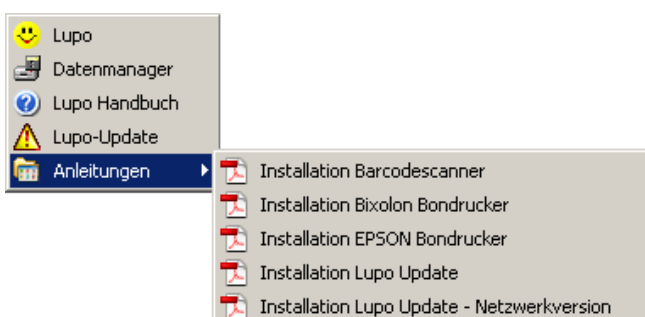 Lupo
Datenmanager
Lupo Handbuch
Lupo-Update
Anleitungen
Installation Barcodescanner
Installation Bixolon Bondrucker
Installation EPSON Bondrucker
Installation Lupo Update
Installation Lupo Update - Netzwerkversion